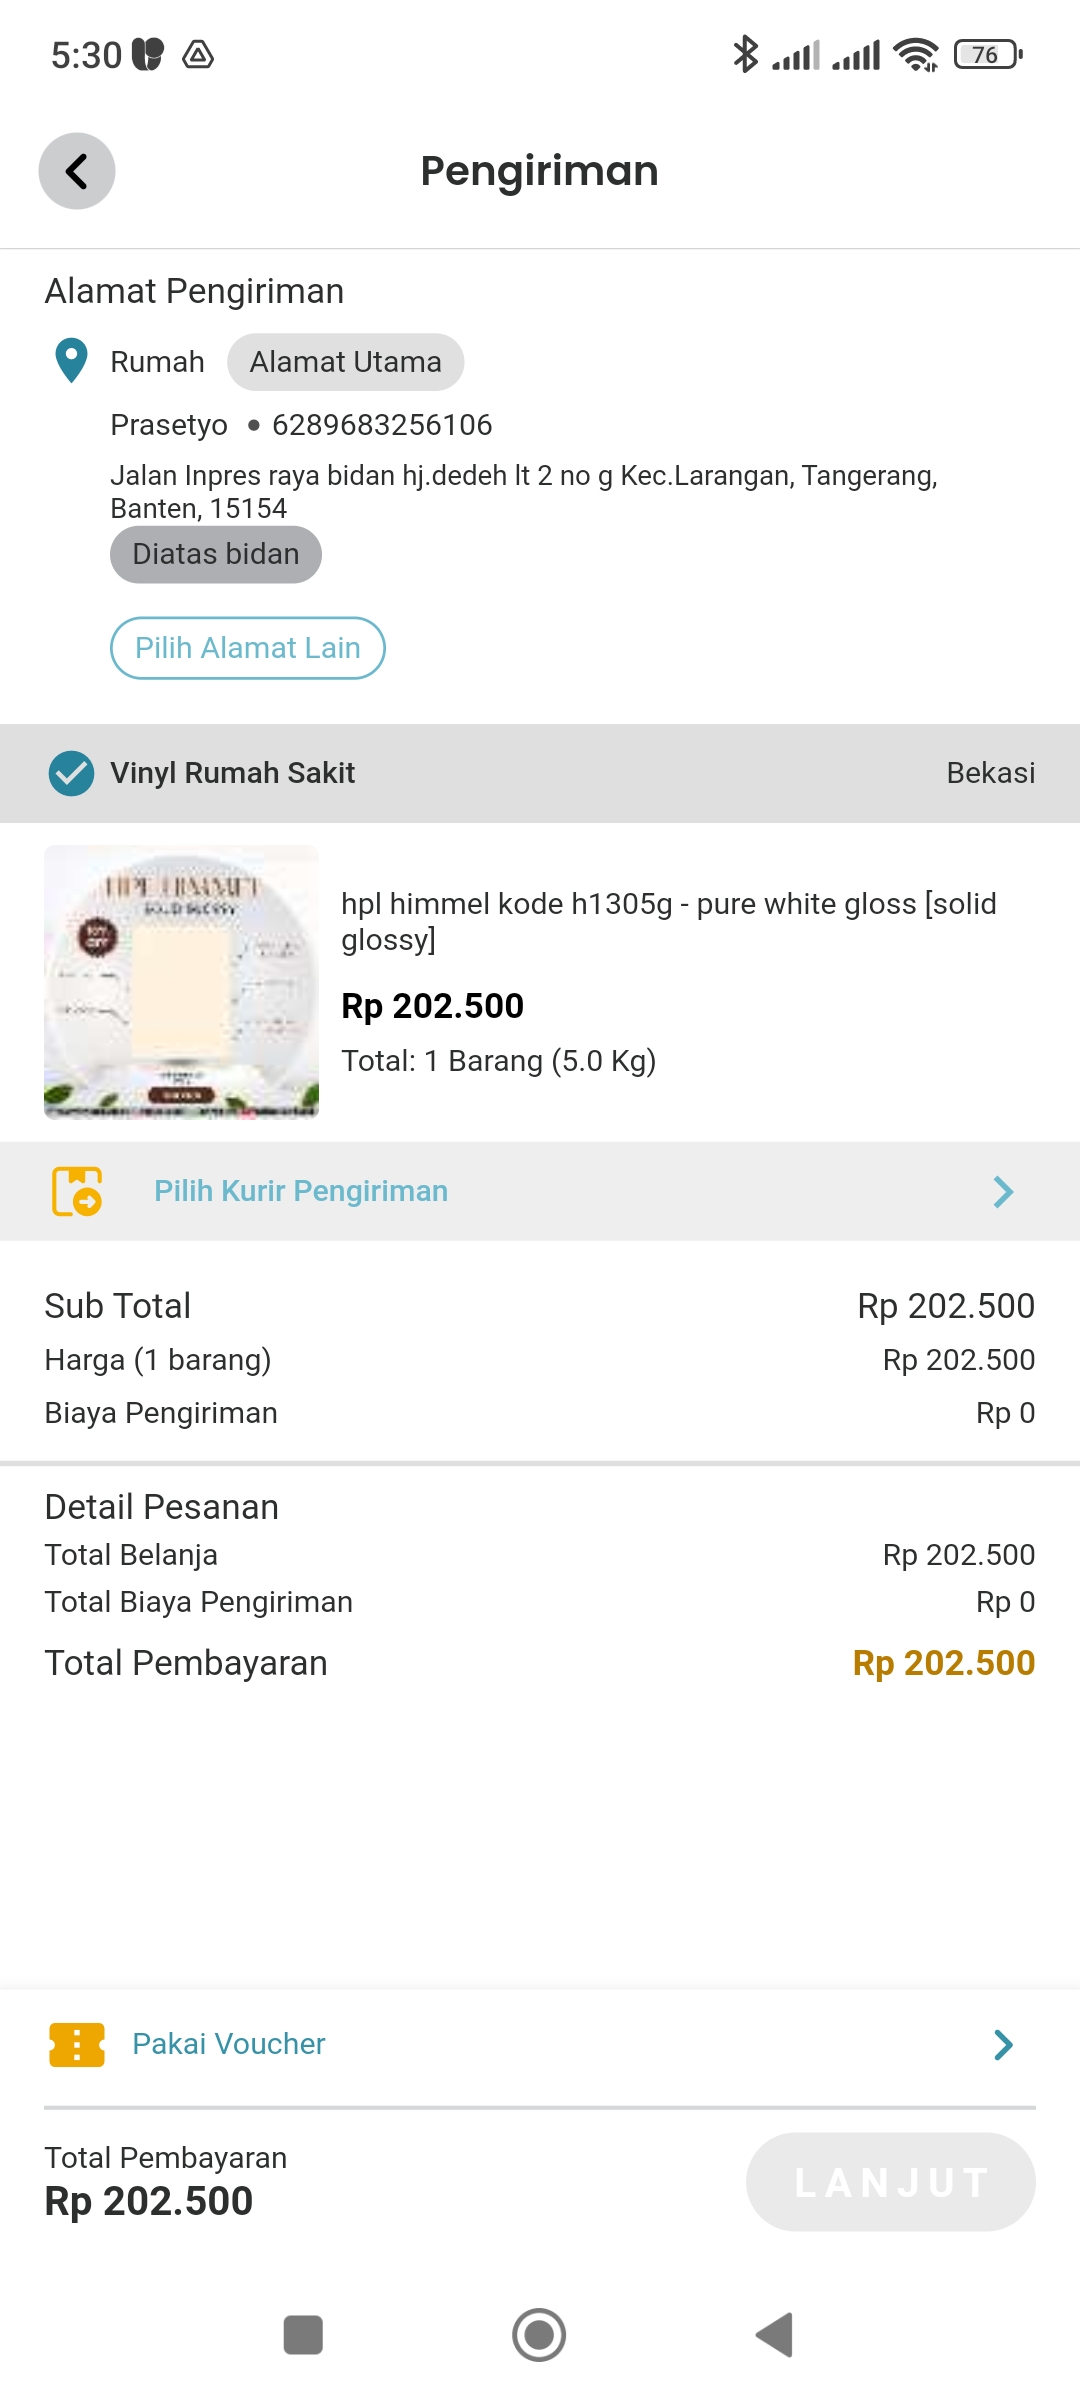 5:30
76
Pengiriman
Alamat Pengiriman
Rumah Alamat Utama
Prasetyo • 6289683256106
Jalan Inpres raya bidan hj.dedeh lt 2 no g Kec.Larangan, Tangerang,
Banten, 15154
Diatas bidan
Pilih Alamat Lain
Vinyl Rumah Sakit Bekasi
HPL HIMMEL
SOLID GLOSSY
hpl himmel kode h1305g - pure white gloss [solid
glossy]
Rp 202.500
Total: 1 Barang (5.0 Kg)
Pilih Kurir Pengiriman
Sub Total Rp 202.500
Harga (1 barang) Rp 202.500
Biaya Pengiriman Rp 0
Detail Pesanan
Total Belanja Rp 202.500
Total Biaya Pengiriman Rp 0
Total Pembayaran Rp 202.500
Pakai Voucher
Total Pembayaran
Rp 202.500
LANJUT